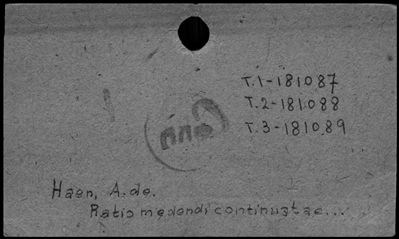 T.1-181087
T.2-181088
T.3-181089
Haen, A.de.
Ratio medendi continuatae...